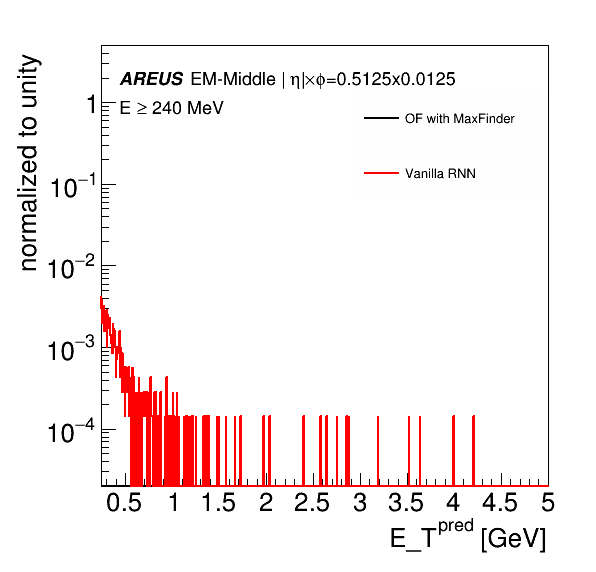 AREUS EM-Middle | η|×ϕ=0.5125x0.0125
E ≥ 240 MeV
OF with MaxFinder
Vanilla RNN
normalized to unity
1
10⁻¹
10⁻²
10⁻³
10⁻⁴
0.5 1 1.5 2 2.5 3 3.5 4 4.5 5
E_T^pred [GeV]